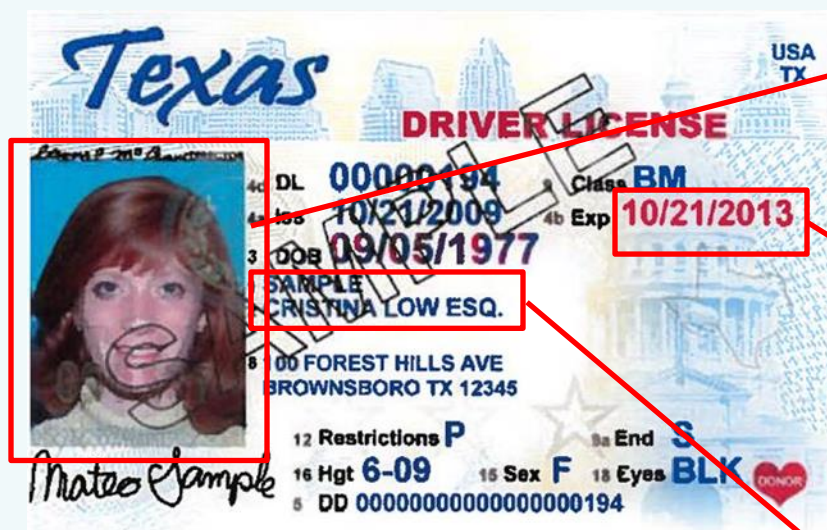 Texas
USA
TX
DRIVER LICENSE
4d DL 00000194 9 Class BM
4a Iss 10/21/2009 4b Exp 10/21/2013
3 DOB 09/05/1977
SAMPLE
CRISTINA LOW ESQ.
8 100 FOREST HILLS AVE
BROWNSBORO TX 12345
12 Restrictions P 9a End S
16 Hgt 6-09 15 Sex F 18 Eyes BLK
DONOR
5 DD 00000000000000000194
Mateo Sample
SAMPLE